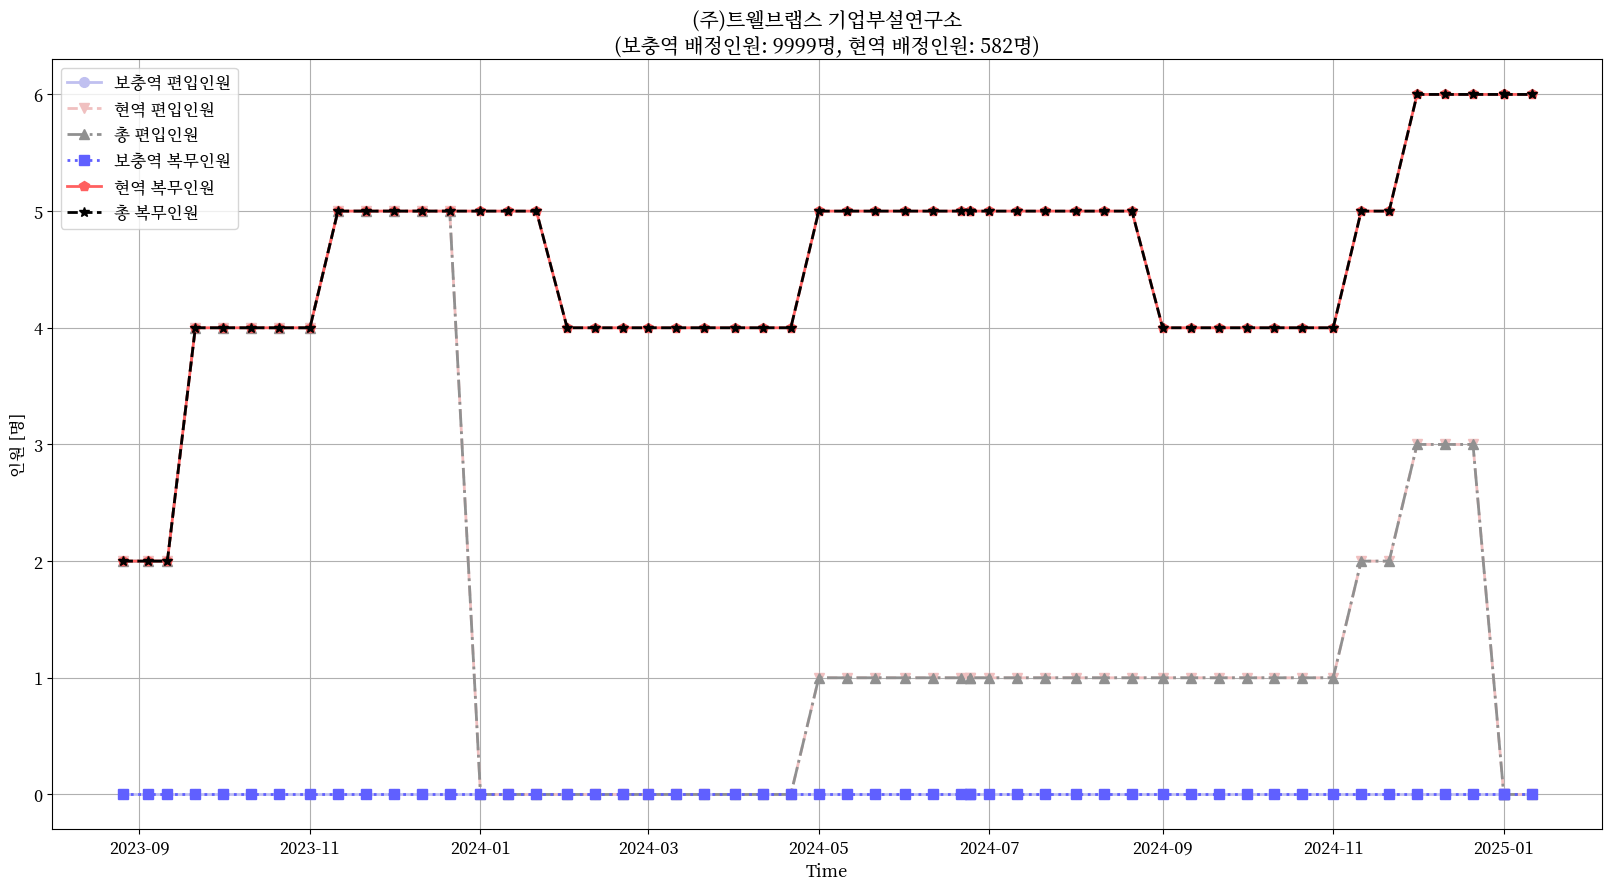 (주)트웰브랩스 기업부설연구소
(보충역 배정인원: 9999명, 현역 배정인원: 582명)
보충역 편입인원
현역 편입인원
총 편입인원
보충역 복무인원
현역 복무인원
총 복무인원
6
5
4
3
2
1
0
인원 [명]
2023-09 2023-11 2024-01 2024-03 2024-05 2024-07 2024-09 2024-11 2025-01
Time